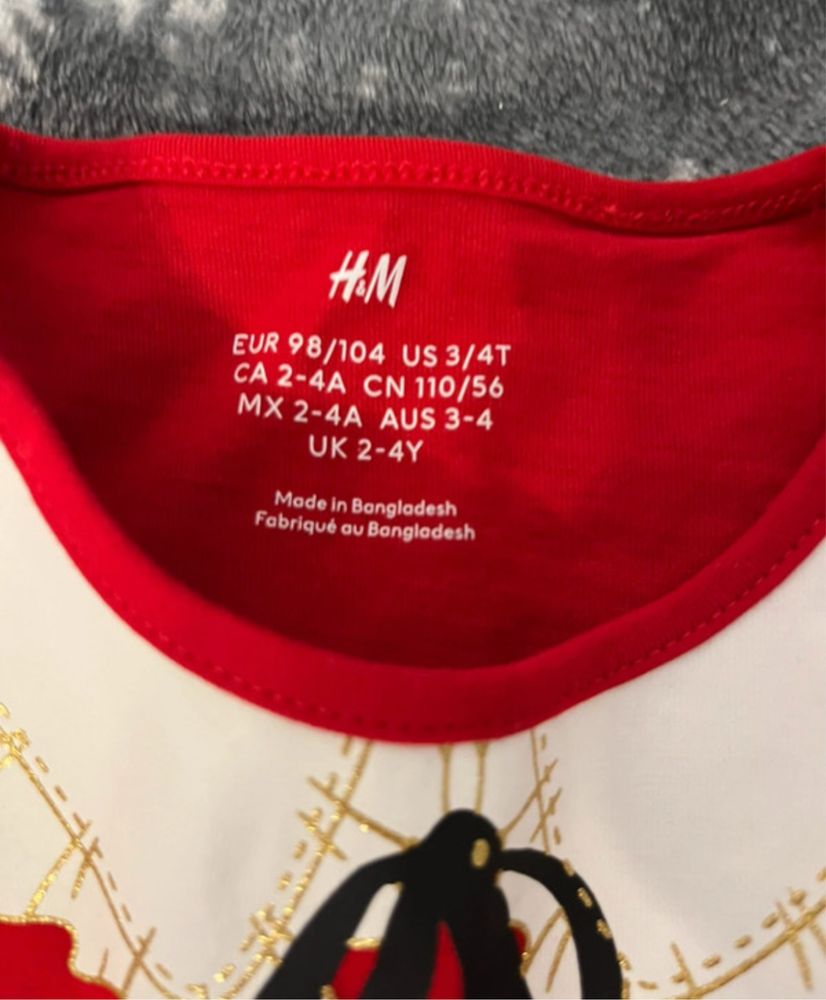 H&M
EUR 98/104 US 3/4T
CA 2-4A CN 110/56
MX 2-4A AUS 3-4
UK 2-4Y
Made in Bangladesh
Fabriqué au Bangladesh